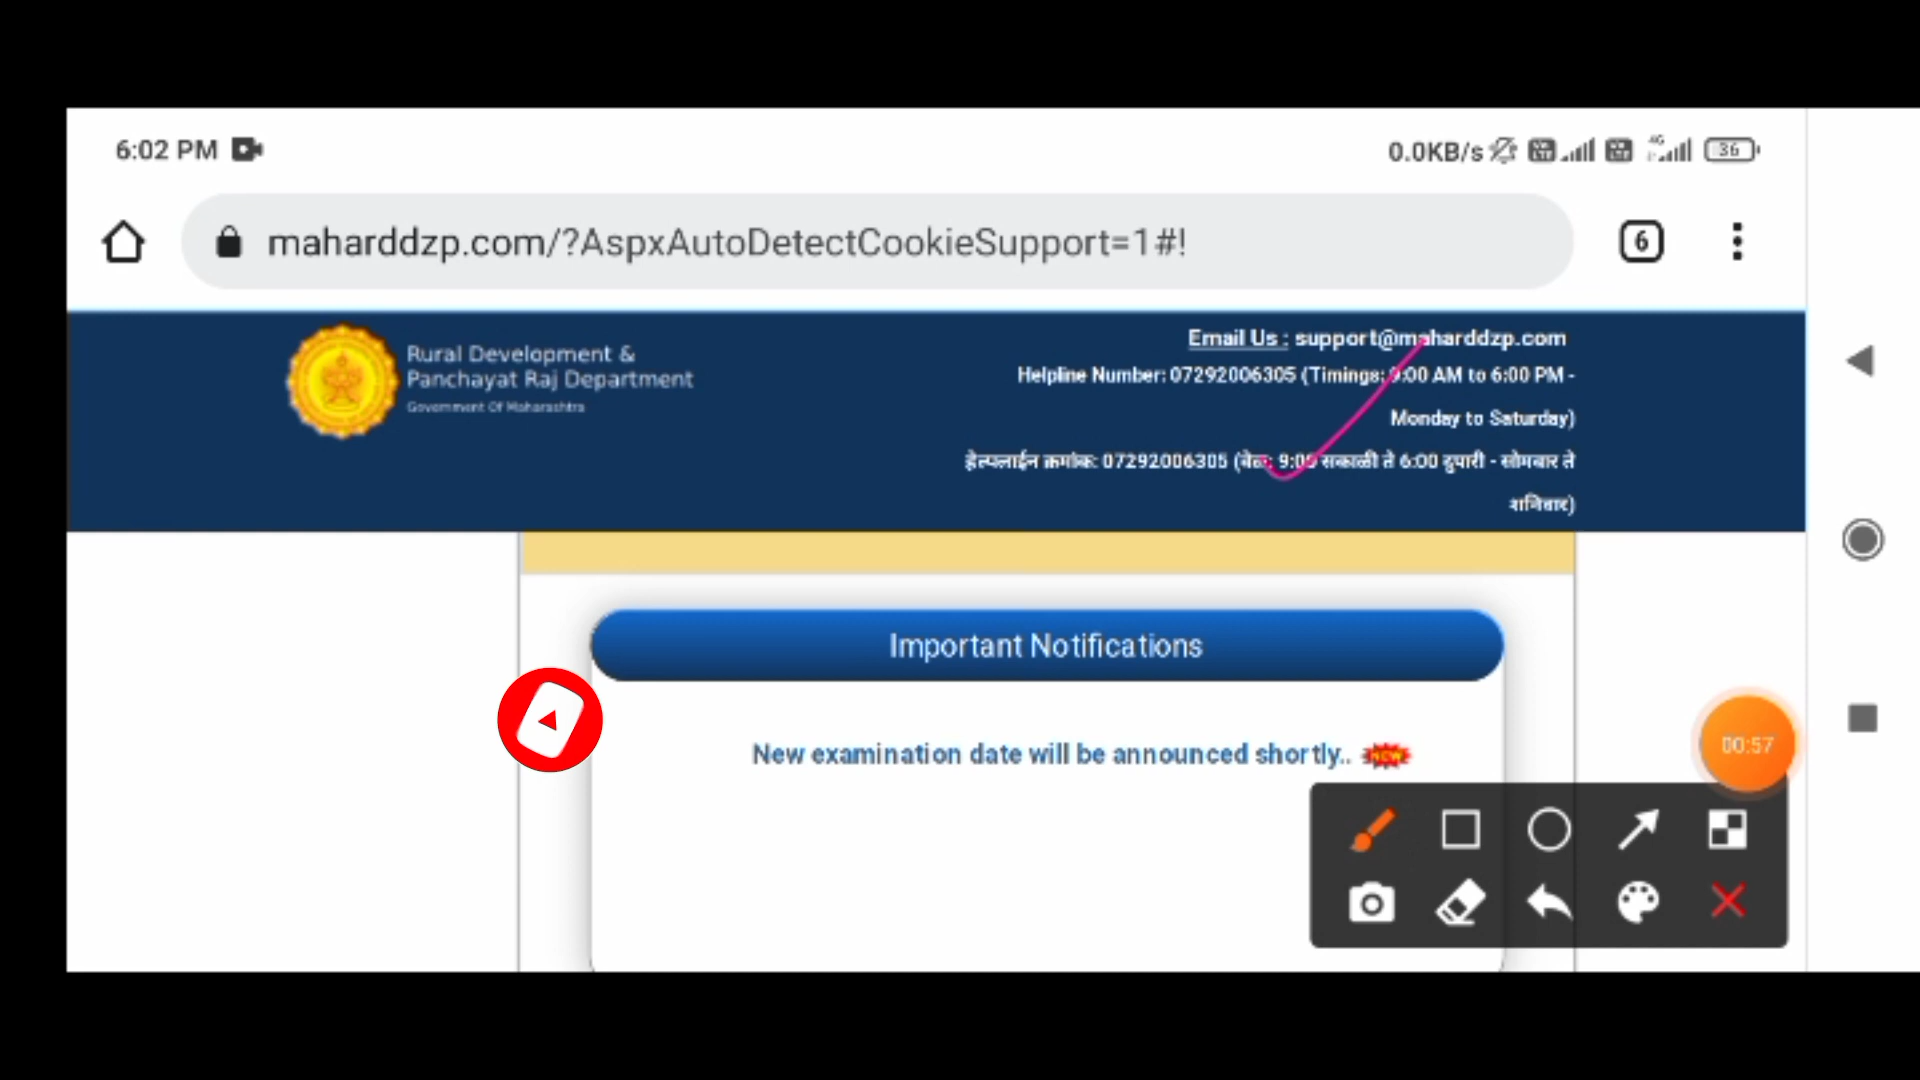 6:02 PM
0.0KB/s
4G
36
maharddzp.com/?AspxAutoDetectCookieSupport=1#!
6
Rural Development &
Panchayat Raj Department
Government Of Maharashtra
Email Us : support@maharddzp.com
Helpline Number: 07292006305 (Timings: 9:00 AM to 6:00 PM -
Monday to Saturday)
हेल्पलाईन क्रमांक: 07292006305 (वेळ: 9:00 सकाळी ते 6:00 दुपारी - सोमवार ते
शनिवार)
Important Notifications
New examination date will be announced shortly.. NEW
00:57